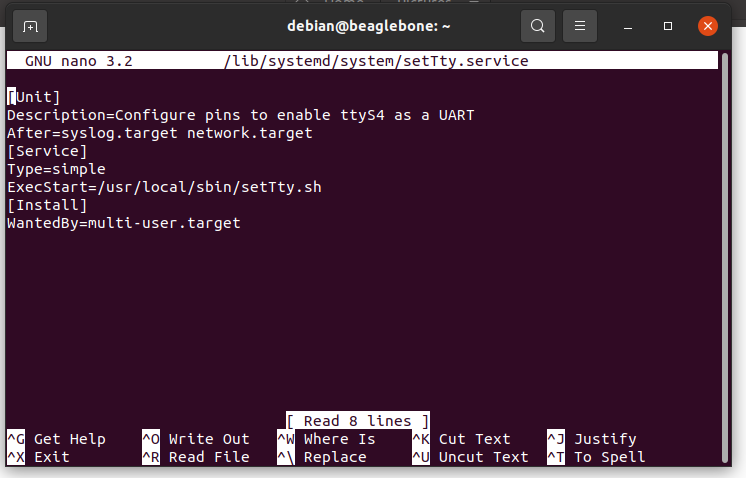 debian@beaglebone: ~
GNU nano 3.2 /lib/systemd/system/setTty.service
[Unit]
Description=Configure pins to enable ttyS4 as a UART
After=syslog.target network.target
[Service]
Type=simple
ExecStart=/usr/local/sbin/setTty.sh
[Install]
WantedBy=multi-user.target
[ Read 8 lines ]
^G Get Help ^O Write Out ^W Where Is ^K Cut Text ^J Justify
^X Exit ^R Read File ^\ Replace ^U Uncut Text ^T To Spell